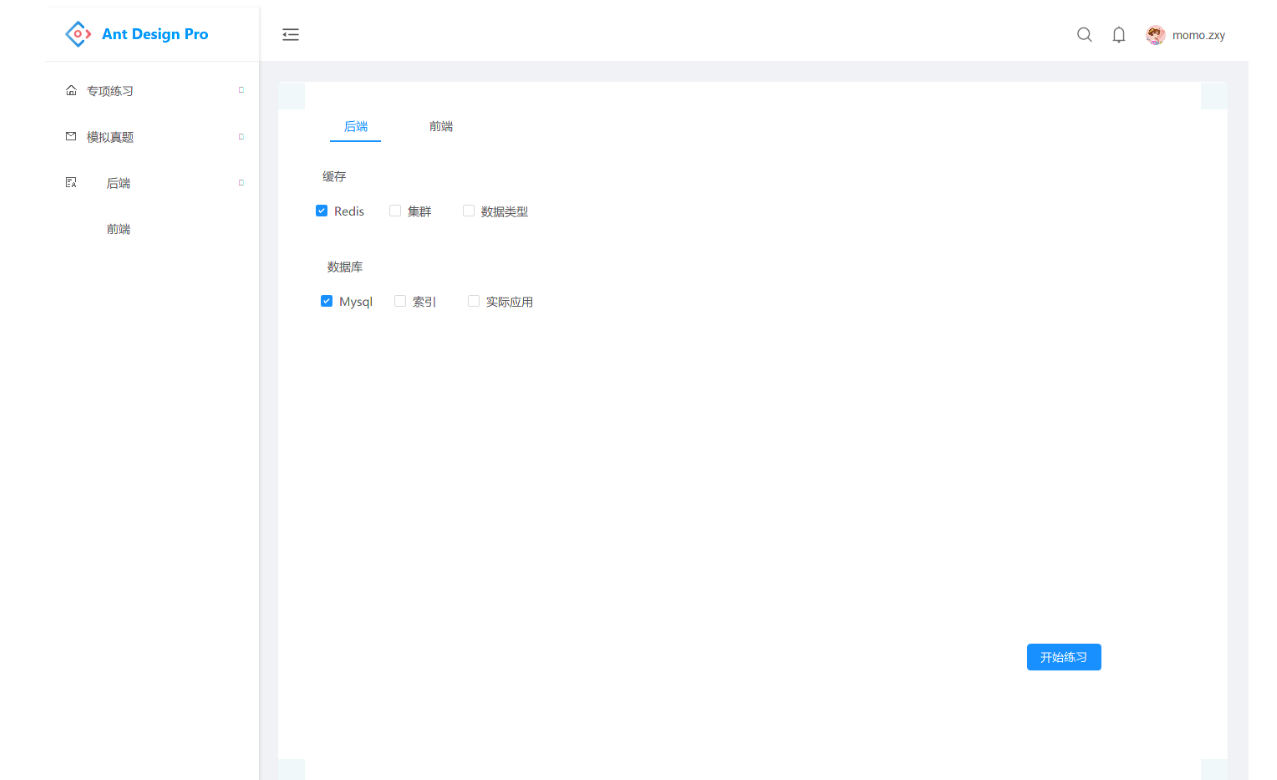 Ant Design Pro
momo.zxy
专项练习
模拟真题
后端
前端
后端 前端
缓存
Redis 集群 数据类型
数据库
Mysql 索引 实际应用
开始练习